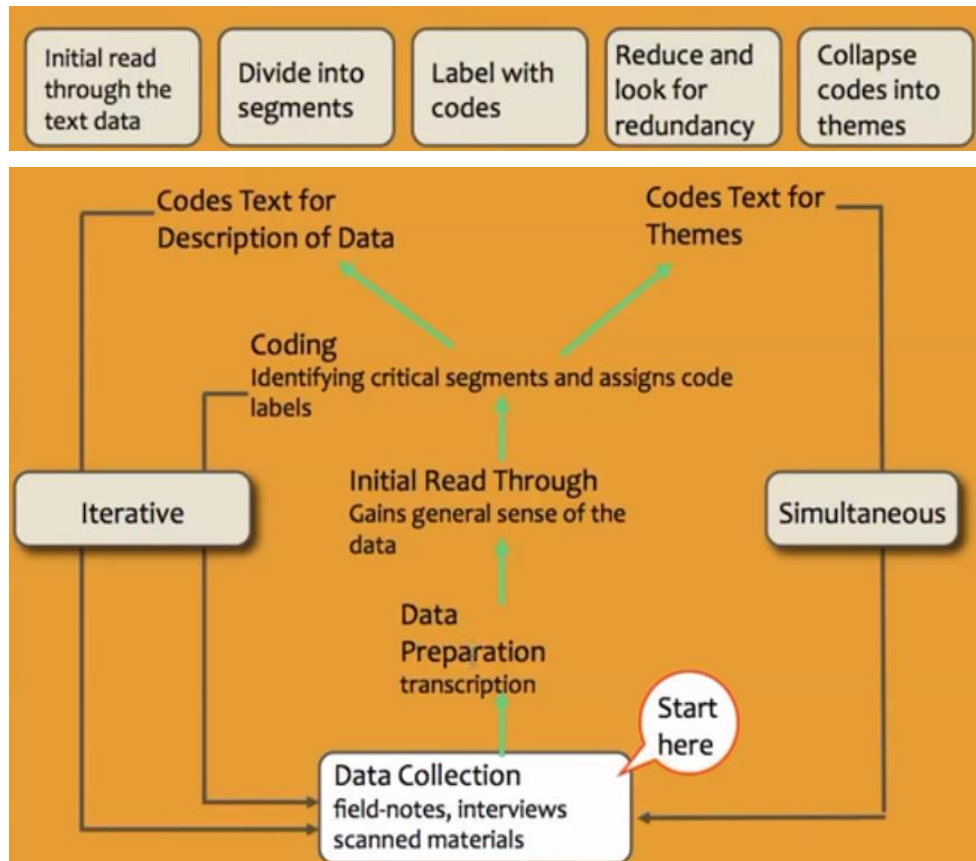 Initial read
through the
text data
Divide into
segments
Label with
codes
Reduce and
look for
redundancy
Collapse
codes into
themes
Codes Text for
Description of Data
Codes Text for
Themes
Coding
Identifying critical segments and assigns code
labels
Initial Read Through
Gains general sense of the
data
Iterative
Simultaneous
Data
Preparation
transcription
Start
here
Data Collection
field-notes, interviews
scanned materials